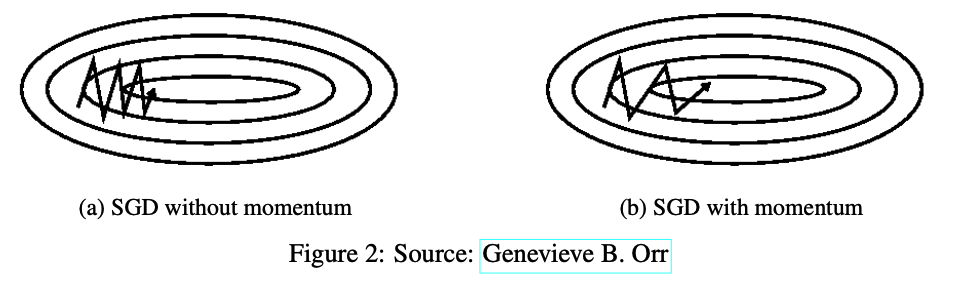 (a) SGD without momentum
(b) SGD with momentum
Figure 2: Source: Genevieve B. Orr